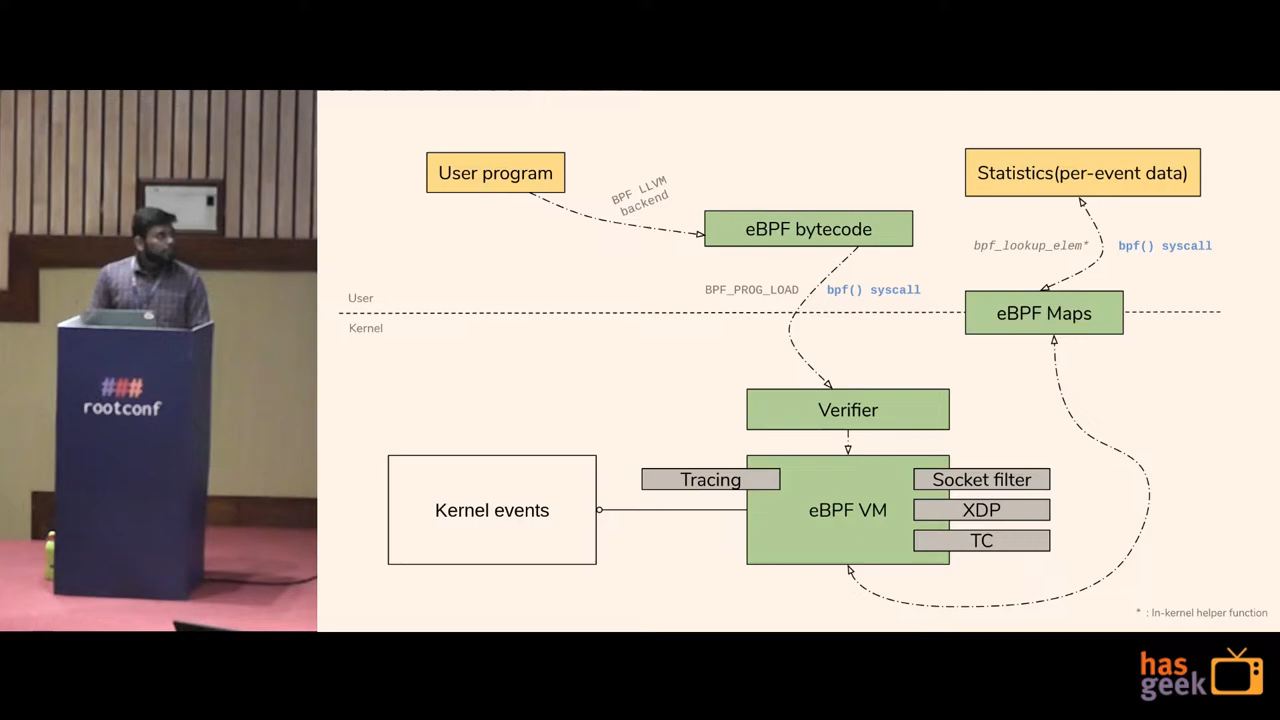 User program
Statistics(per-event data)
BPF LLVM
backend
eBPF bytecode
bpf_lookup_elem*
bpf() syscall
BPF_PROG_LOAD
bpf() syscall
User
eBPF Maps
Kernel
###
rootconf
Verifier
Tracing
Socket filter
Kernel events
eBPF VM
XDP
TC
* : In-kernel helper function
has
geek